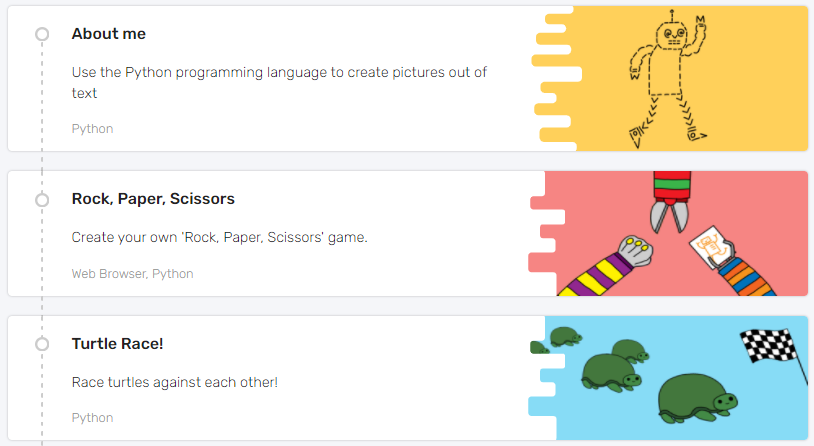 About me
Use the Python programming language to create pictures out of
text
Python
Rock, Paper, Scissors
Create your own 'Rock, Paper, Scissors' game.
Web Browser, Python
Turtle Race!
Race turtles against each other!
Python